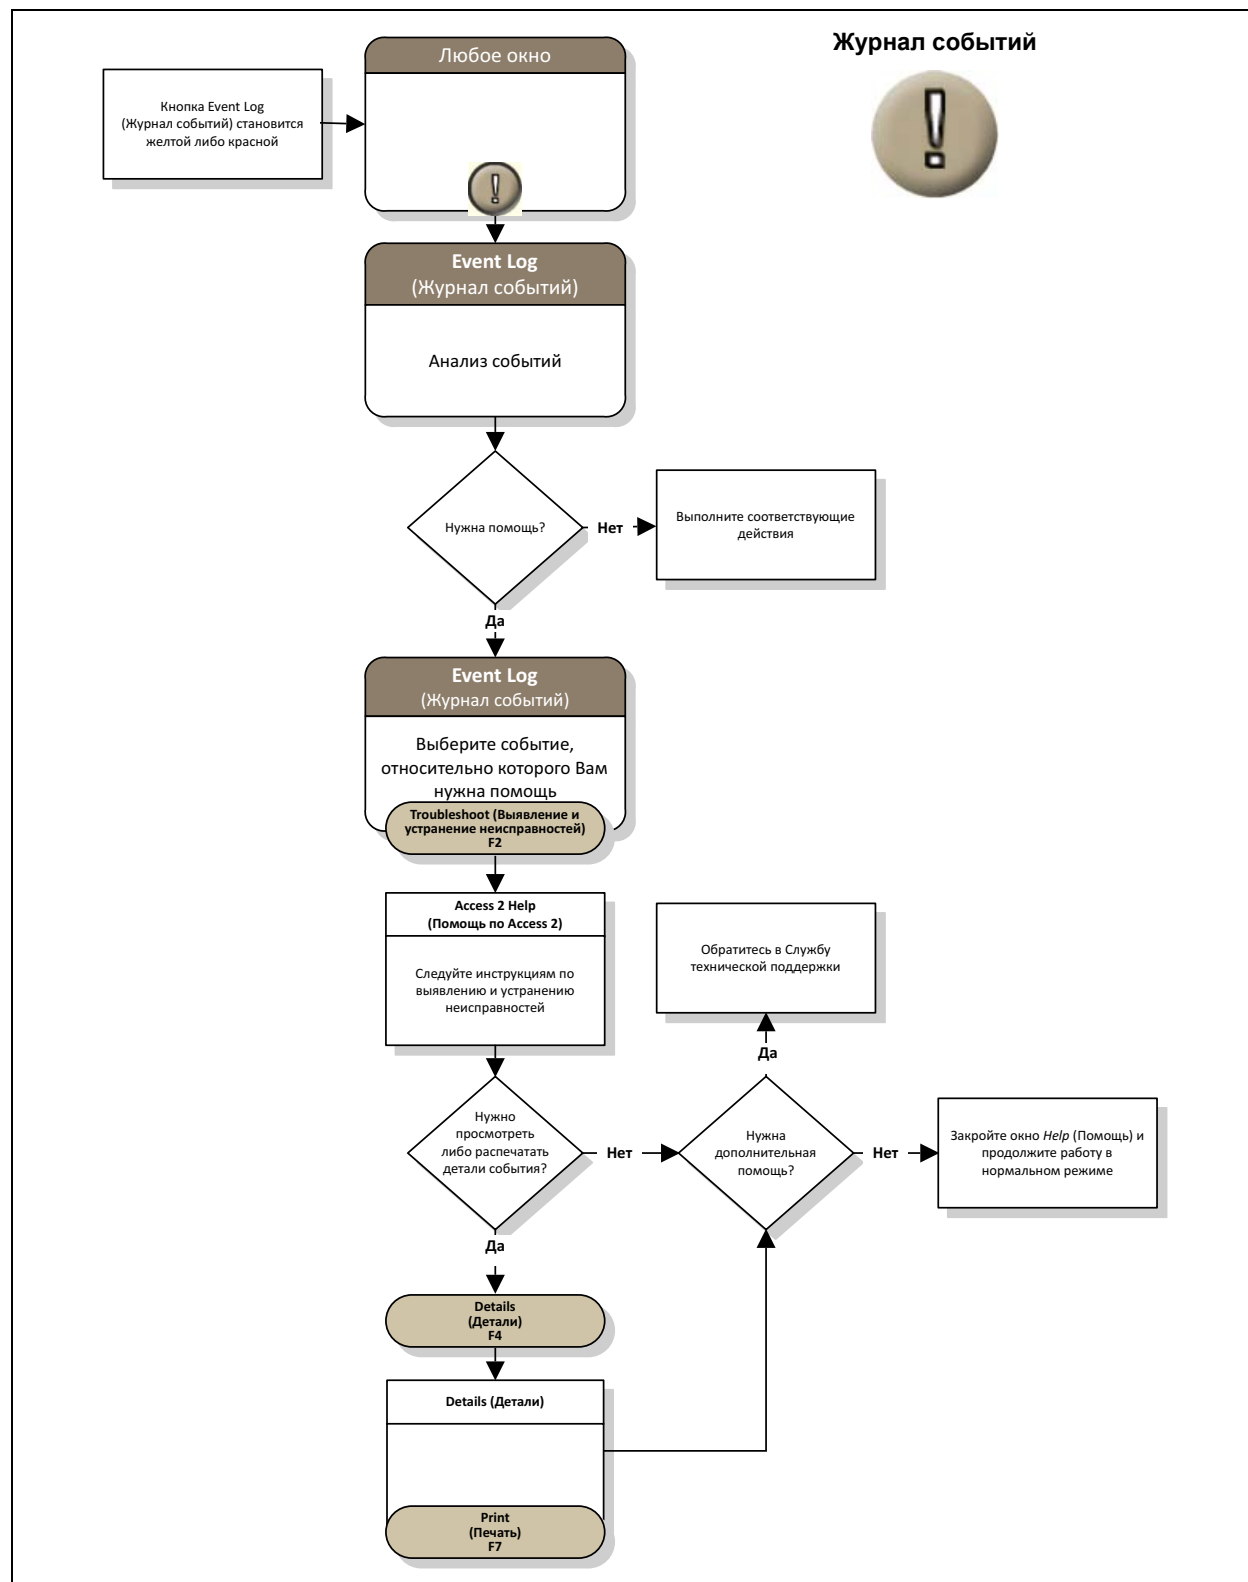 Журнал событий
Любое окно
Кнопка Event Log
(Журнал событий) становится
желтой либо красной
Event Log
(Журнал событий)
Анализ событий
Нужна помощь?
Нет
Выполните соответствующие
действия
Да
Event Log
(Журнал событий)
Выберите событие,
относительно которого Вам
нужна помощь
Troubleshoot (Выявление и
устранение неисправностей)
F2
Access 2 Help
(Помощь по Access 2)
Следуйте инструкциям по
выявлению и устранению
неисправностей
Обратитесь в Службу
технической поддержки
Да
Нужно
просмотреть
либо распечатать
детали события?
Нет
Нужна
дополнительная
помощь?
Нет
Закройте окно Help (Помощь) и
продолжите работу в
нормальном режиме
Да
Details
(Детали)
F4
Details (Детали)
Print
(Печать)
F7